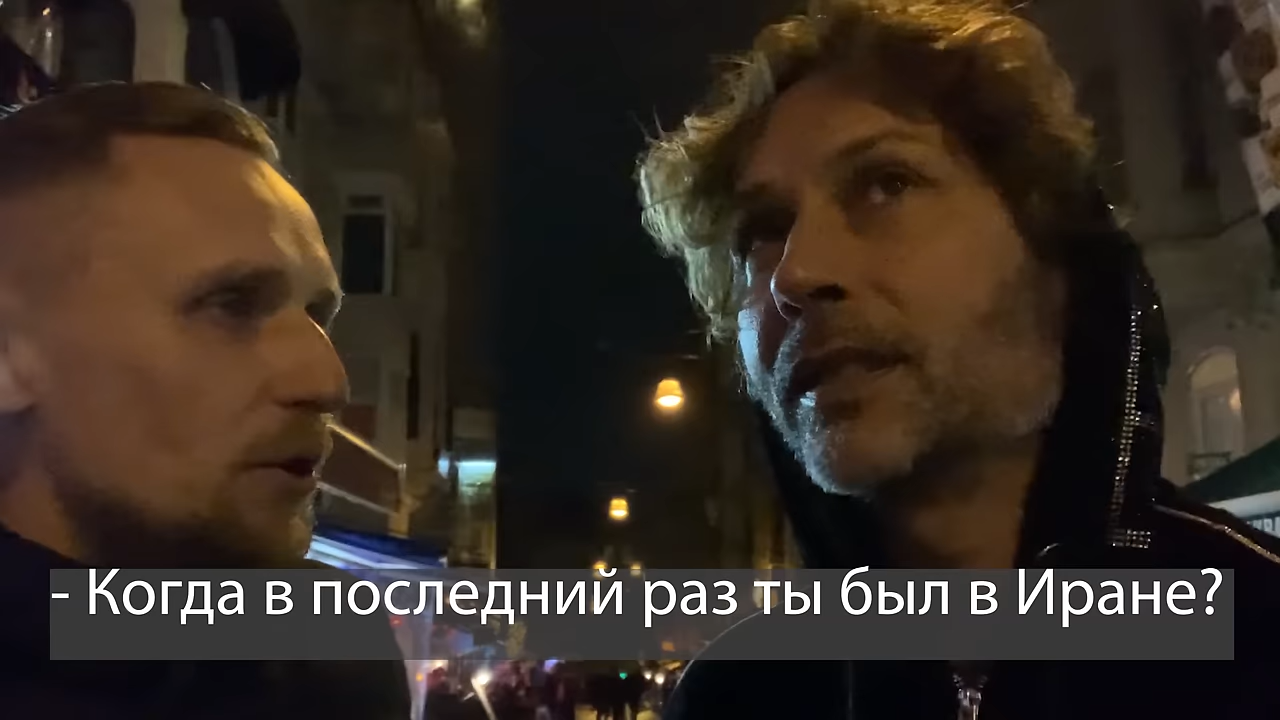 - Когда в последний раз ты был в Иране?